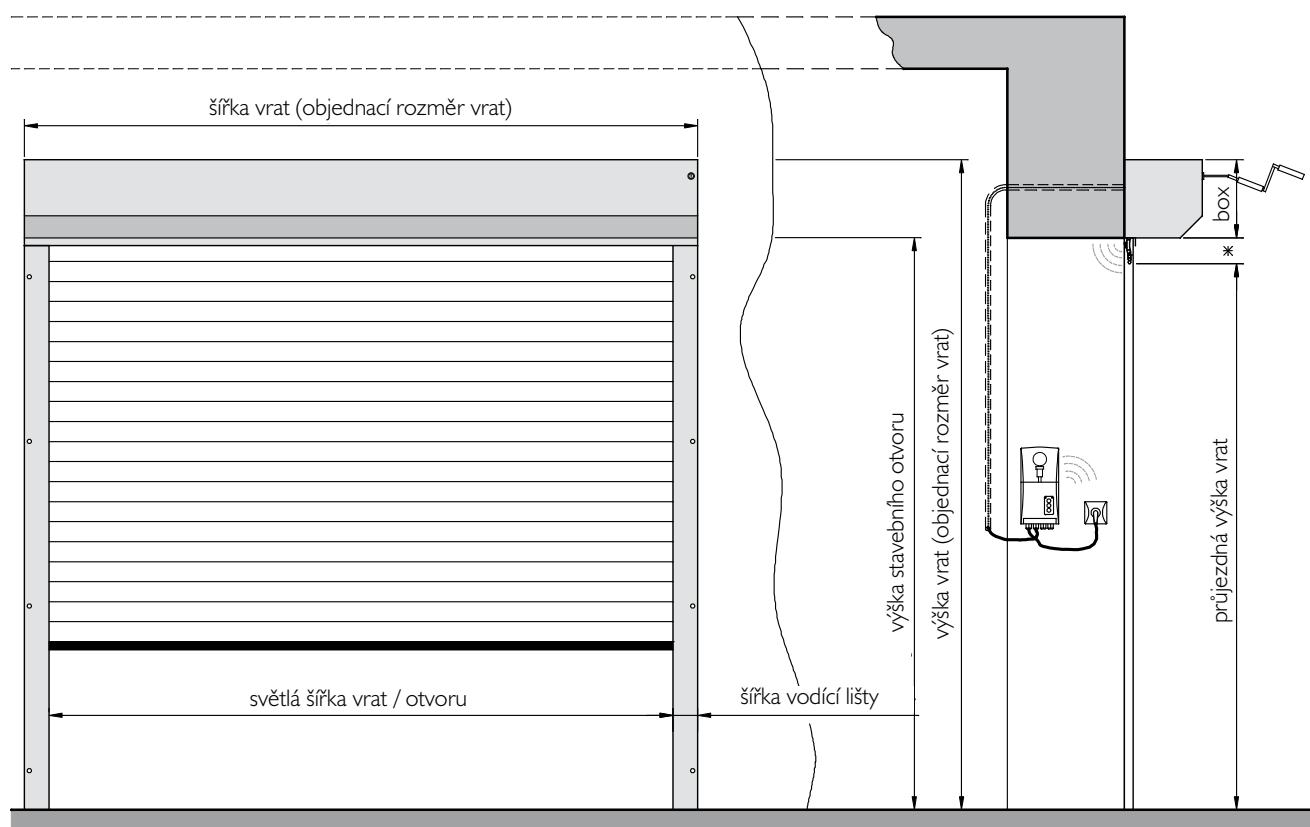 šířka vrat (objednací rozměr vrat)
box
*
výška stavebního otvoru
výška vrat (objednací rozměr vrat)
průjezdná výška vrat
světlá šířka vrat / otvoru
šířka vodící lišty